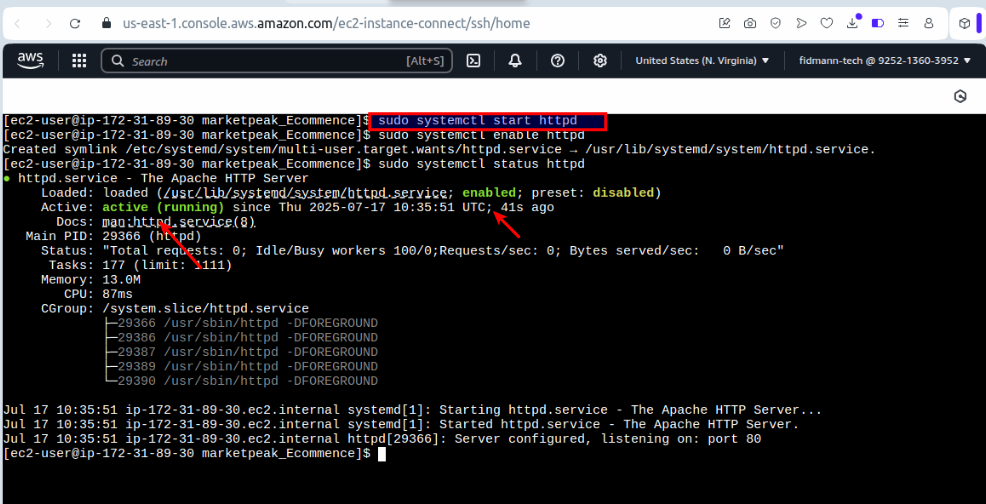 us-east-1.console.aws.amazon.com/ec2-instance-connect/ssh/home
aws Search [Alt+S] United States (N. Virginia) ▼ fidmann-tech @ 9252-1360-3952 ▼
[ec2-user@ip-172-31-89-30 marketpeak_Ecommence]$ sudo systemctl start httpd
[ec2-user@ip-172-31-89-30 marketpeak_Ecommence]$ sudo systemctl enable httpd
Created symlink /etc/systemd/system/multi-user.target.wants/httpd.service → /usr/lib/systemd/system/httpd.service.
[ec2-user@ip-172-31-89-30 marketpeak_Ecommence]$ sudo systemctl status httpd
● httpd.service - The Apache HTTP Server
Loaded: loaded (/usr/lib/systemd/system/httpd.service; enabled; preset: disabled)
Active: active (running) since Thu 2025-07-17 10:35:51 UTC; 41s ago
Docs: man:httpd.service(8)
Main PID: 29366 (httpd)
Status: "Total requests: 0; Idle/Busy workers 100/0;Requests/sec: 0; Bytes served/sec:   0 B/sec"
Tasks: 177 (limit: 1111)
Memory: 13.0M
CPU: 87ms
CGroup: /system.slice/httpd.service
├─29366 /usr/sbin/httpd -DFOREGROUND
├─29386 /usr/sbin/httpd -DFOREGROUND
├─29387 /usr/sbin/httpd -DFOREGROUND
├─29389 /usr/sbin/httpd -DFOREGROUND
└─29390 /usr/sbin/httpd -DFOREGROUND
Jul 17 10:35:51 ip-172-31-89-30.ec2.internal systemd[1]: Starting httpd.service - The Apache HTTP Server...
Jul 17 10:35:51 ip-172-31-89-30.ec2.internal systemd[1]: Started httpd.service - The Apache HTTP Server.
Jul 17 10:35:51 ip-172-31-89-30.ec2.internal httpd[29366]: Server configured, listening on: port 80
[ec2-user@ip-172-31-89-30 marketpeak_Ecommence]$